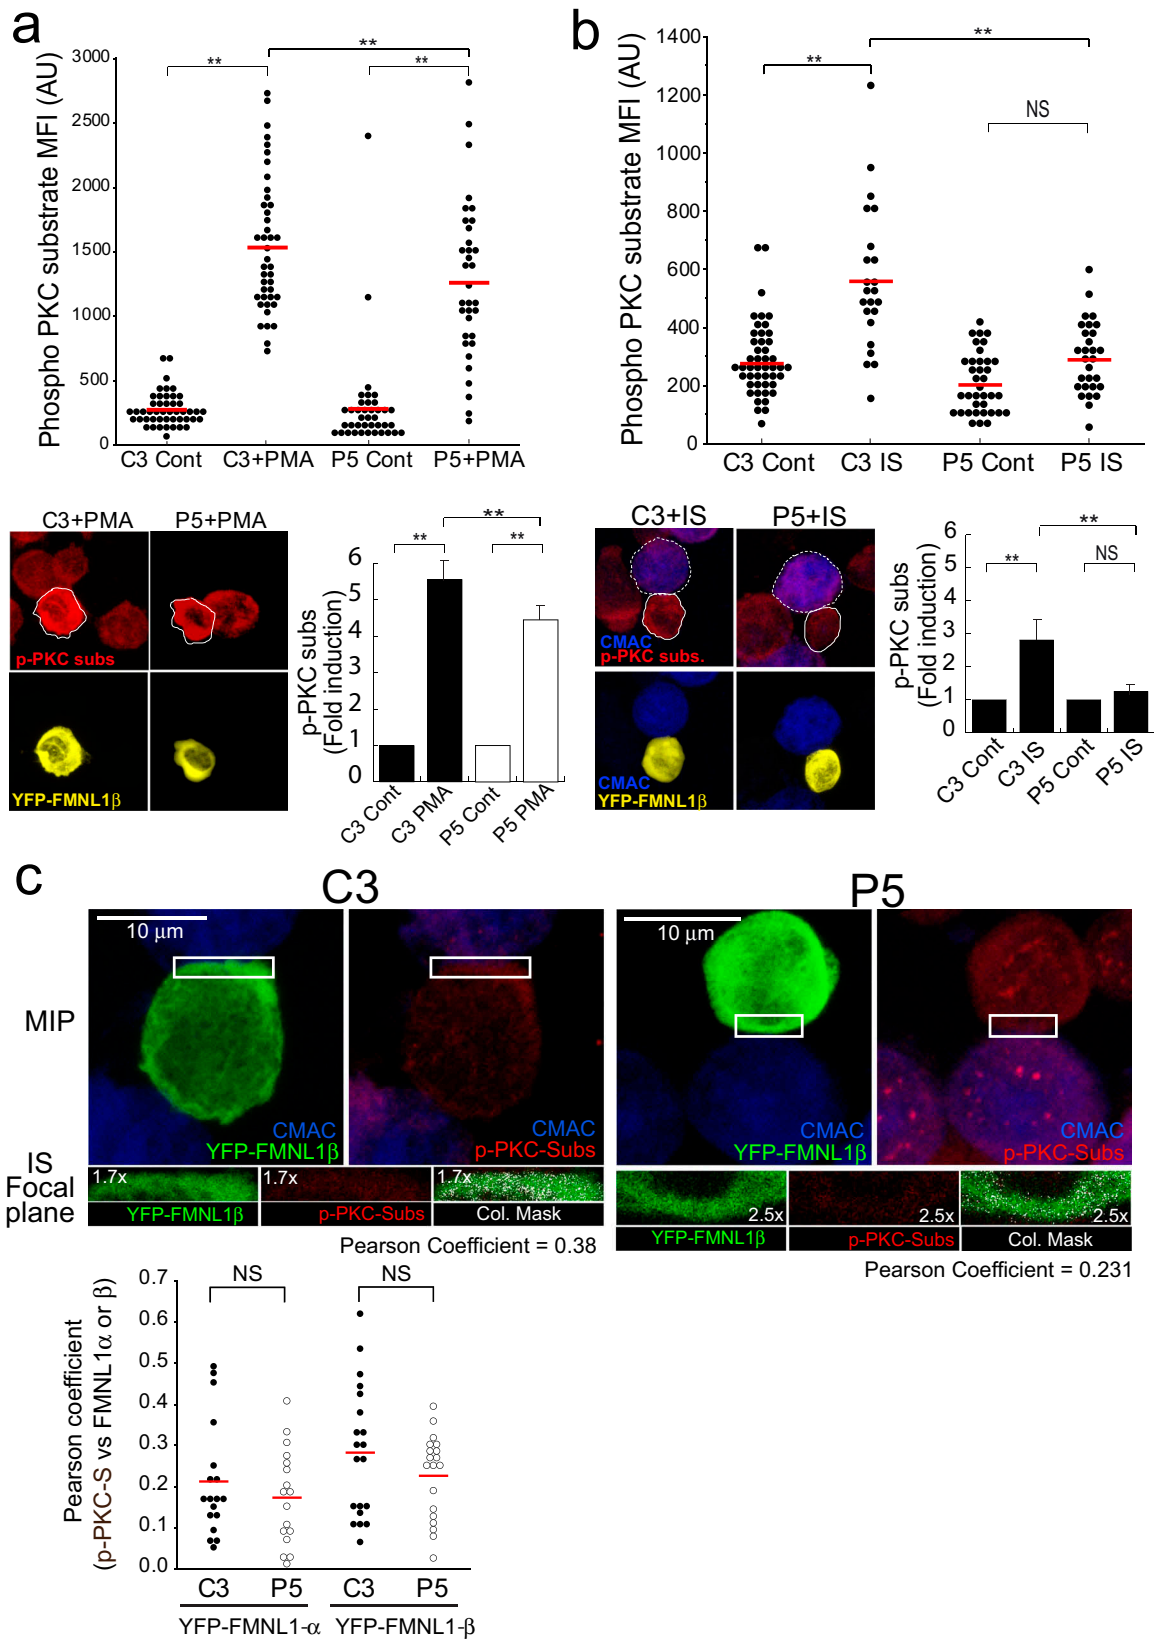 a
Phospho PKC substrate MFI (AU)
3000
2500
2000
1500
1000
500
0
**
**
**
C3 Cont
C3+PMA
P5 Cont
P5+PMA
b
Phospho PKC substrate MFI (AU)
1400
1200
1000
800
600
400
200
0
**
**
NS
C3 Cont
C3 IS
P5 Cont
P5 IS
C3+PMA
P5+PMA
p-PKC subs
YFP-FMNL1β
p-PKC subs
(Fold induction)
6
5
4
3
2
1
0
**
**
**
C3 Cont
C3 PMA
P5 Cont
P5 PMA
C3+IS
P5+IS
CMAC
p-PKC subs.
CMAC
YFP-FMNL1β
p-PKC subs
(Fold induction)
6
5
4
3
2
1
0
**
**
NS
C3 Cont
C3 IS
P5 Cont
P5 IS
c
C3
P5
MIP
10 μm
CMAC
YFP-FMNL1β
CMAC
p-PKC-Subs
10 μm
CMAC
YFP-FMNL1β
CMAC
p-PKC-Subs
IS
Focal
plane
1.7x
YFP-FMNL1β
1.7x
p-PKC-Subs
1.7x
Col. Mask
Pearson Coefficient = 0.38
2.5x
YFP-FMNL1β
2.5x
p-PKC-Subs
2.5x
Col. Mask
Pearson Coefficient = 0.231
Pearson coefficient
(p-PKC-S vs FMNL1α or β)
0.7
0.6
0.5
0.4
0.3
0.2
0.1
0.0
NS
NS
C3
P5
C3
P5
YFP-FMNL1-α
YFP-FMNL1-β